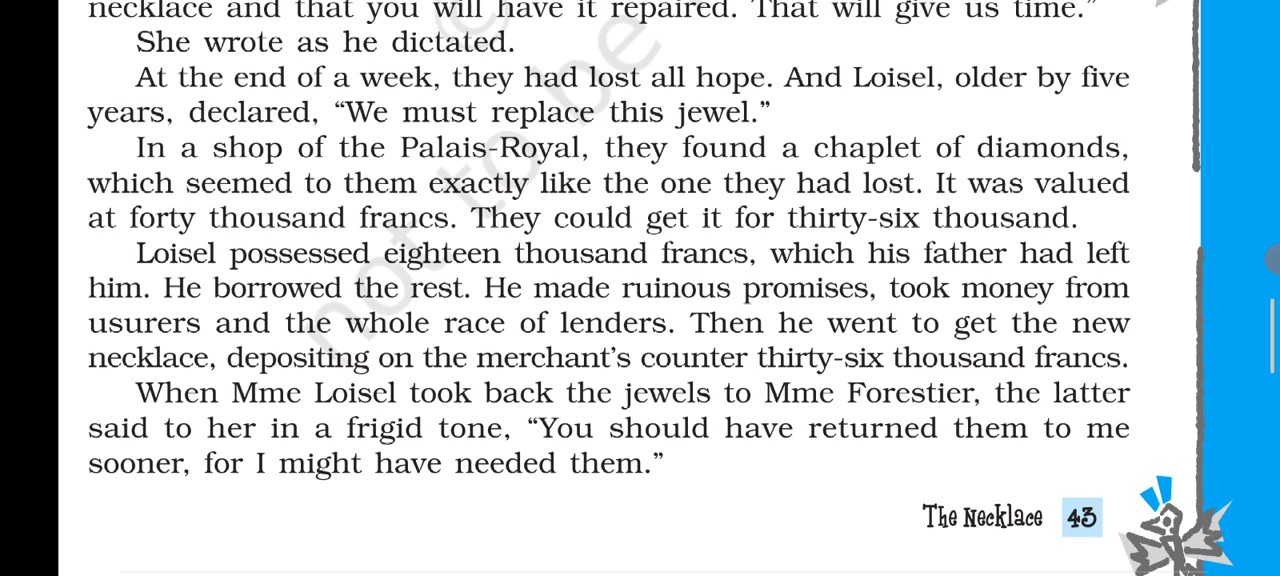 necklace and that you will have it repaired. That will give us time.”
She wrote as he dictated.
At the end of a week, they had lost all hope. And Loisel, older by five
years, declared, “We must replace this jewel.”
In a shop of the Palais-Royal, they found a chaplet of diamonds,
which seemed to them exactly like the one they had lost. It was valued
at forty thousand francs. They could get it for thirty-six thousand.
Loisel possessed eighteen thousand francs, which his father had left
him. He borrowed the rest. He made ruinous promises, took money from
usurers and the whole race of lenders. Then he went to get the new
necklace, depositing on the merchant’s counter thirty-six thousand francs.
When Mme Loisel took back the jewels to Mme Forestier, the latter
said to her in a frigid tone, “You should have returned them to me
sooner, for I might have needed them.”
The Necklace 43
not to be